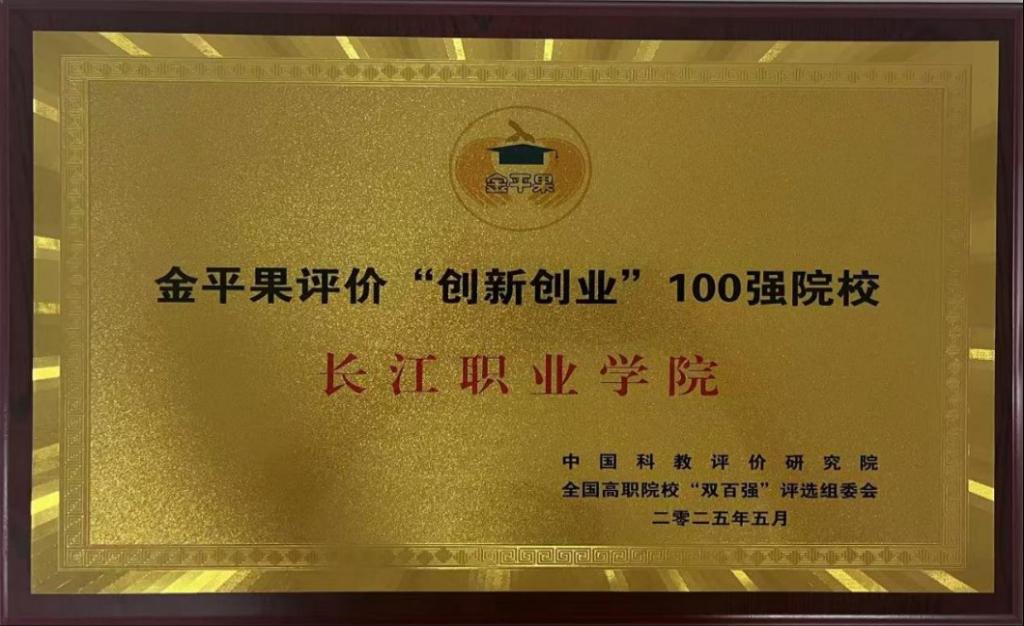 金平果
金平果评价“创新创业”100强院校
长江职业学院
中国科教评价研究院
全国高职院校“双百强”评选组委会
二零二五年五月